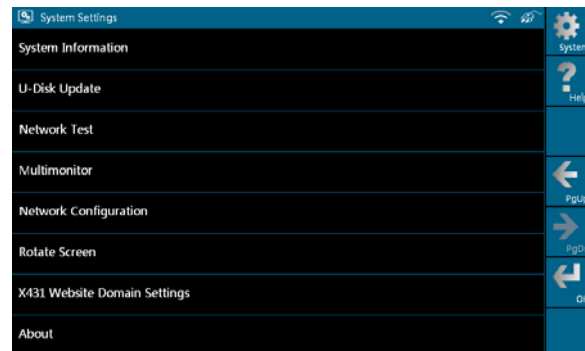 System Settings
System Information
U-Disk Update
Network Test
Multimonitor
Network Configuration
Rotate Screen
X431 Website Domain Settings
About
System
Help
PgUp